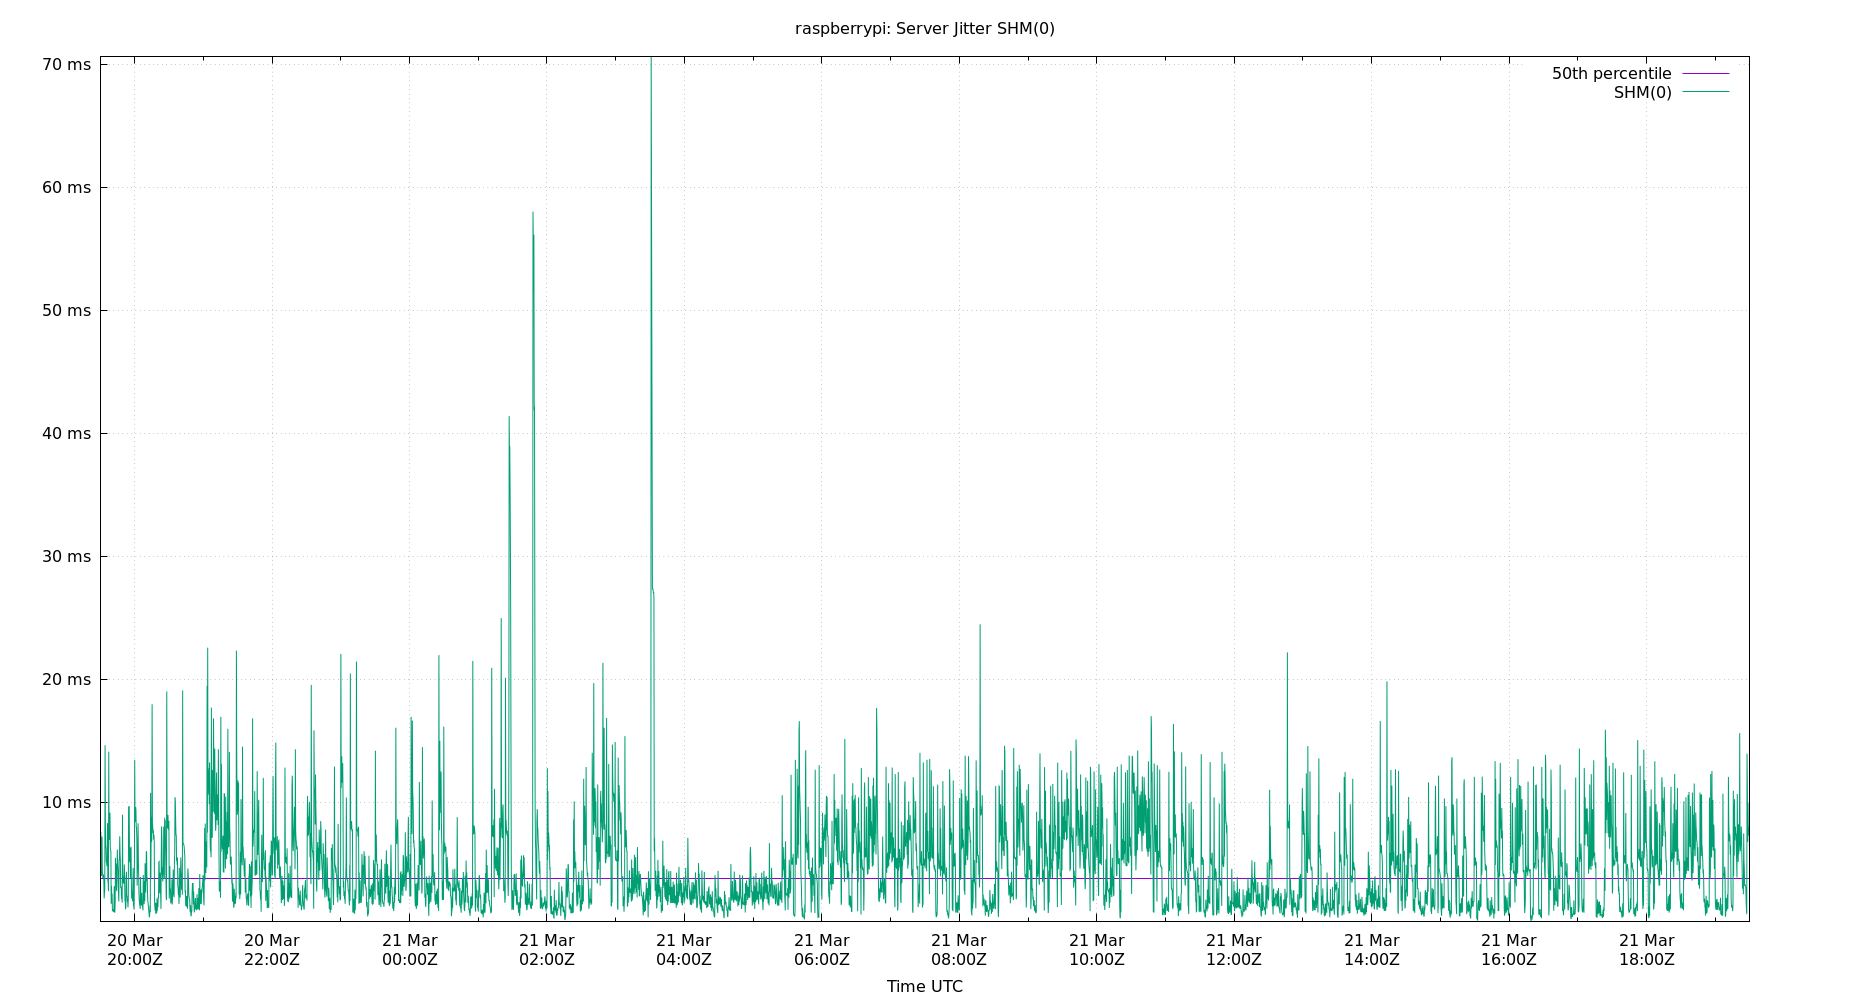 raspberrypi: Server Jitter SHM(0)
70 ms
60 ms
50 ms
40 ms
30 ms
20 ms
10 ms
50th percentile
SHM(0)
20 Mar 20 Mar 21 Mar 21 Mar 21 Mar 21 Mar 21 Mar 21 Mar 21 Mar 21 Mar 21 Mar 21 Mar
20:00Z 22:00Z 00:00Z 02:00Z 04:00Z 06:00Z 08:00Z 10:00Z 12:00Z 14:00Z 16:00Z 18:00Z
Time UTC